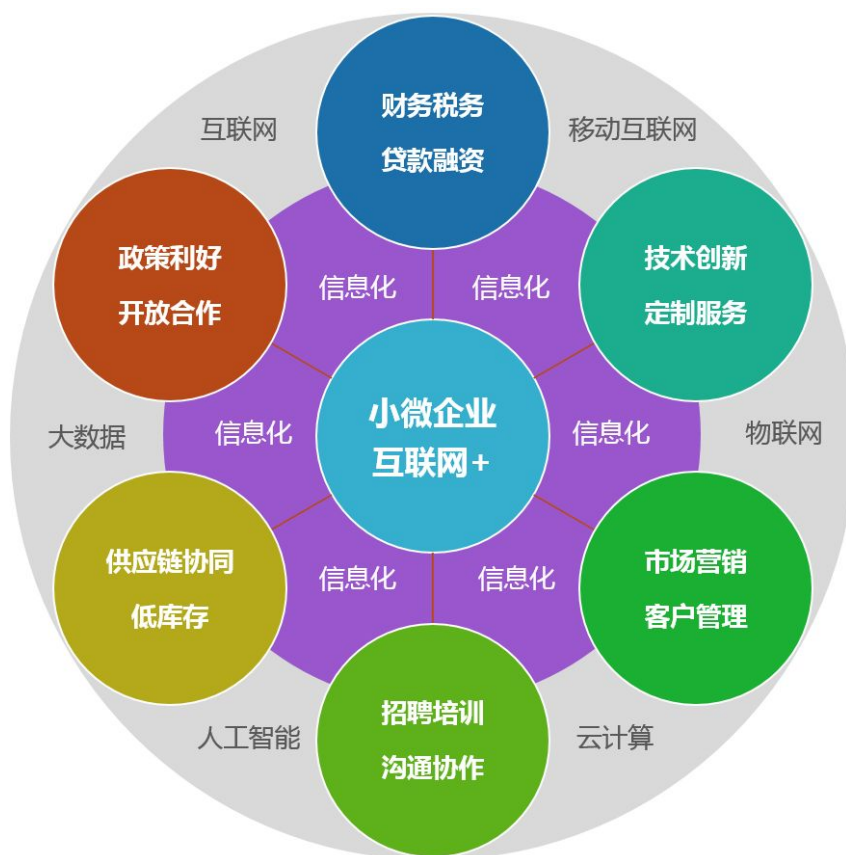 财务税务
贷款融资
互联网
移动互联网
政策利好
开放合作
技术创新
定制服务
信息化
信息化
小微企业
互联网+
大数据
信息化
信息化
物联网
供应链协同
低库存
信息化
信息化
市场营销
客户管理
招聘培训
沟通协作
人工智能
云计算